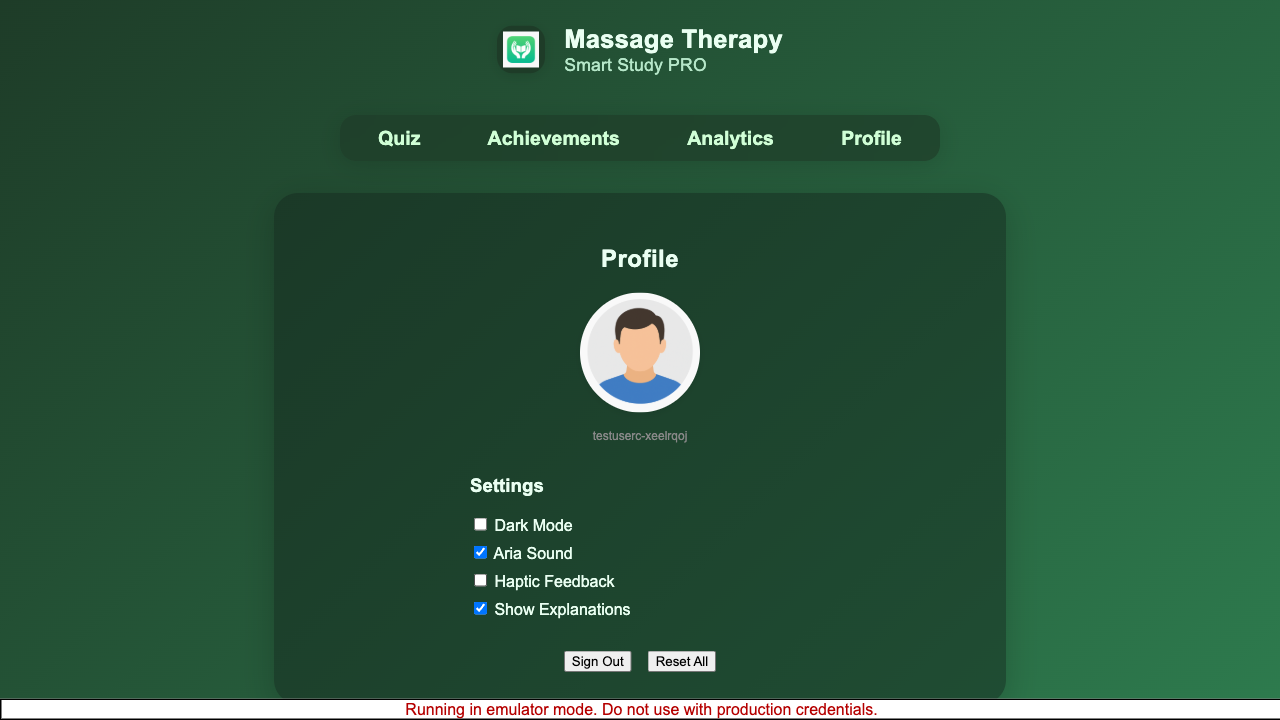 Massage Therapy
Smart Study PRO
Quiz Achievements Analytics Profile
Profile
testuserc-xeelrqoj
Settings
Dark Mode
Aria Sound
Haptic Feedback
Show Explanations
Sign Out Reset All
Running in emulator mode. Do not use with production credentials.